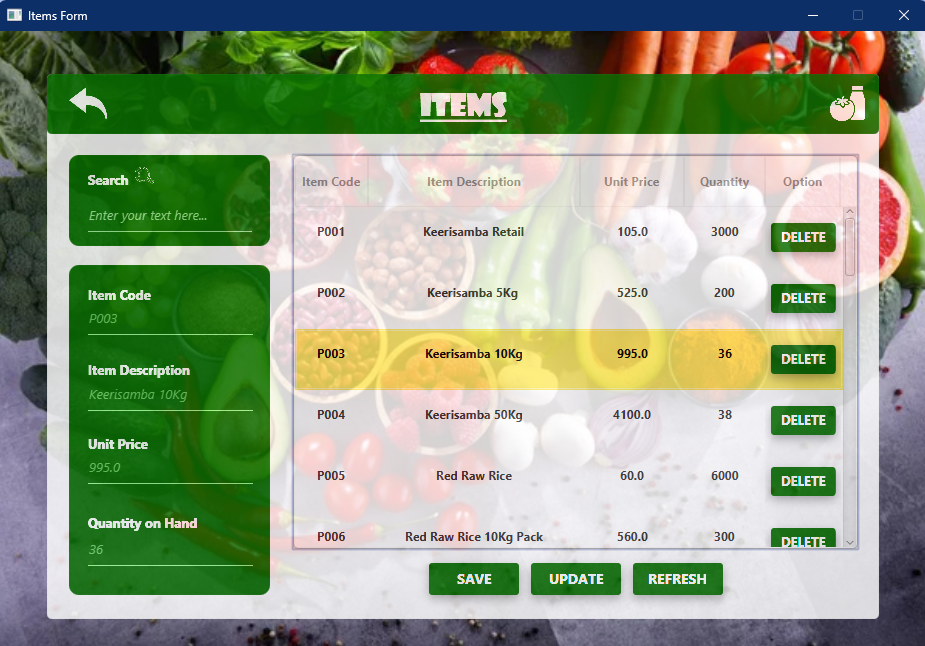 Items Form
ITEMS
Search
Enter your text here...
Item Code
P003
Item Description
Keerisamba 10Kg
Unit Price
995.0
Quantity on Hand
36
Item Code Item Description Unit Price Quantity Option
P001 Keerisamba Retail 105.0 3000 DELETE
P002 Keerisamba 5Kg 525.0 200 DELETE
P003 Keerisamba 10Kg 995.0 36 DELETE
P004 Keerisamba 50Kg 4100.0 38 DELETE
P005 Red Raw Rice 60.0 6000 DELETE
P006 Red Raw Rice 10Kg Pack 560.0 300 DELETE
SAVE UPDATE REFRESH